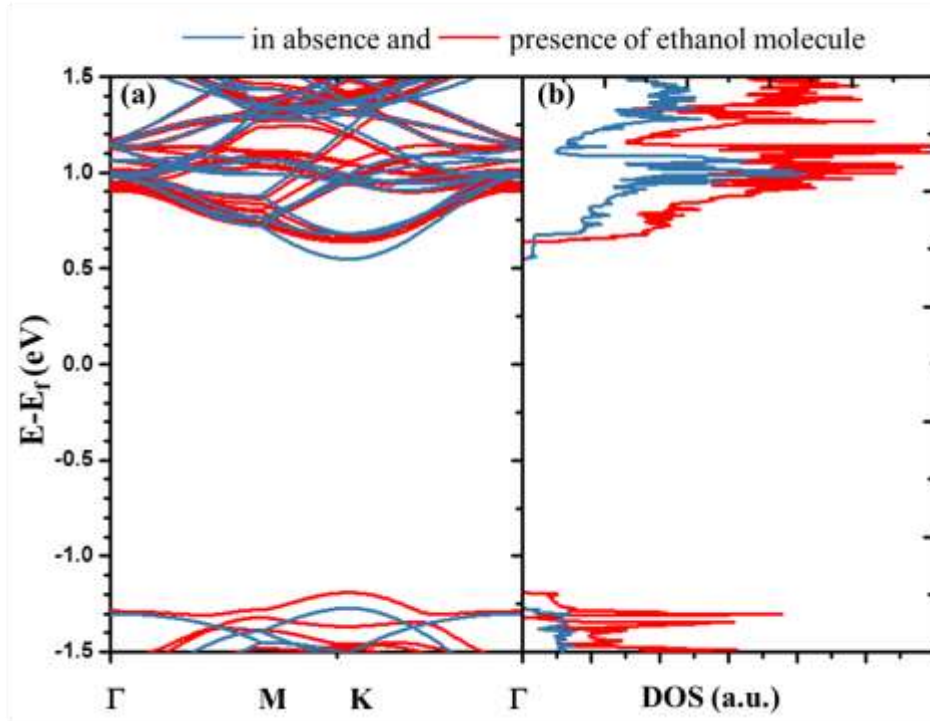 in absence and presence of ethanol molecule
(a) (b)
1.5
1.0
0.5
0.0
-0.5
-1.0
-1.5
E-Ef (eV)
Γ M K Γ DOS (a.u.)